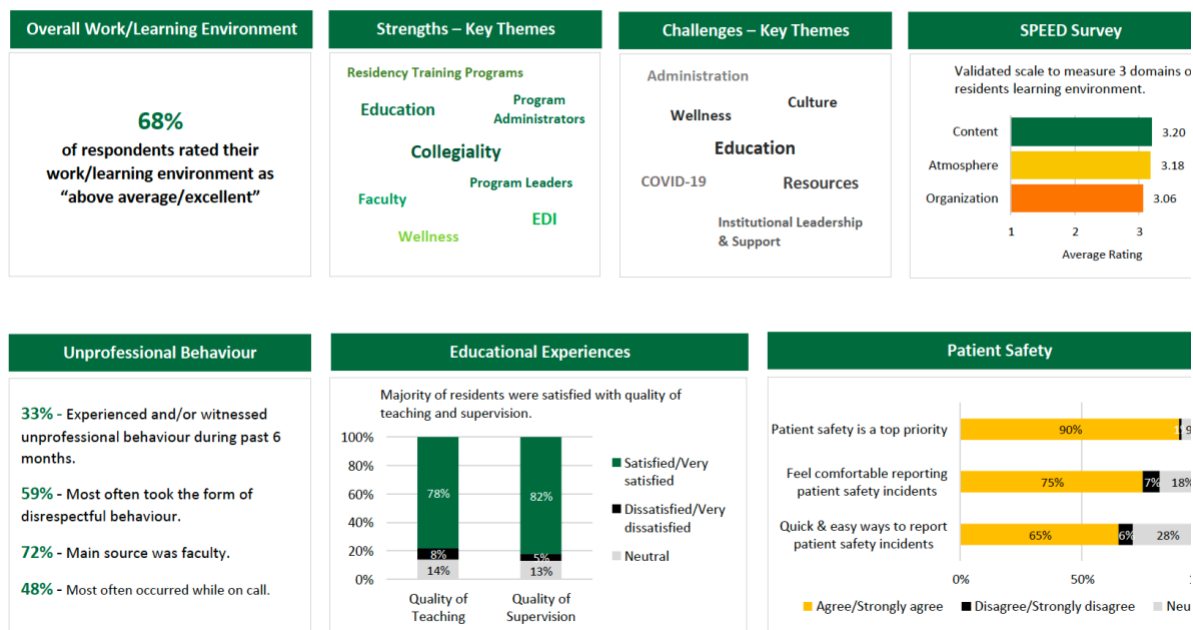 Overall Work/Learning Environment
68%
of respondents rated their
work/learning environment as
“above average/excellent”
Strengths – Key Themes
Residency Training Programs
Education
Program
Administrators
Collegiality
Program Leaders
Faculty
EDI
Wellness
Challenges – Key Themes
Administration
Culture
Wellness
Education
COVID-19
Resources
Institutional Leadership
& Support
SPEED Survey
Validated scale to measure 3 domains o
residents learning environment.
Content
3.20
Atmosphere
3.18
Organization
3.06
1 2 3
Average Rating
Unprofessional Behaviour
33% - Experienced and/or witnessed
unprofessional behaviour during past 6
months.
59% - Most often took the form of
disrespectful behaviour.
72% - Main source was faculty.
48% - Most often occurred while on call.
Educational Experiences
Majority of residents were satisfied with quality of
teaching and supervision.
100%
80%
60%
40%
20%
0%
78%
8%
14%
82%
5%
13%
Quality of
Teaching
Quality of
Supervision
Satisfied/Very
satisfied
Dissatisfied/Very
dissatisfied
Neutral
Patient Safety
Patient safety is a top priority
90% 9
Feel comfortable reporting
patient safety incidents
75% 7% 18%
Quick & easy ways to report
patient safety incidents
65% 6% 28%
0% 50% 1
Agree/Strongly agree Disagree/Strongly disagree Neu